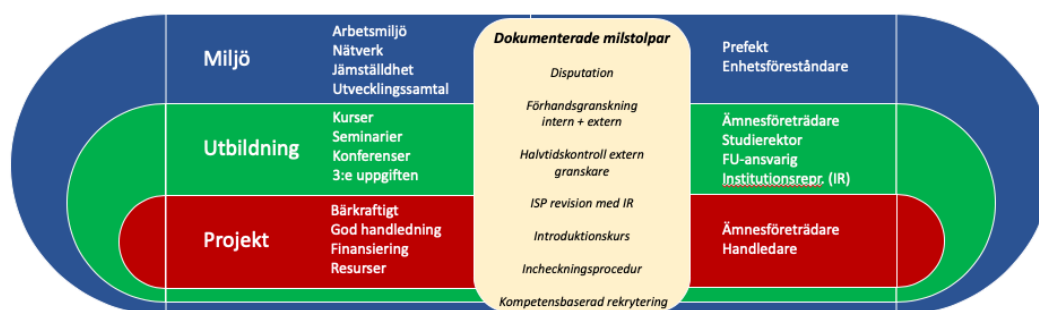 Miljö
Arbetsmiljö
Nätverk
Jämställdhet
Utvecklingssamtal
Utbildning
Kurser
Seminarier
Konferenser
3:e uppgiften
Projekt
Bärkraftigt
God handledning
Finansiering
Resurser
Dokumenterade milstolpar
Disputation
Förhandsgranskning
intern + extern
Halvtidskontroll extern
granskare
ISP revision med IR
Introduktionskurs
Incheckningsprocedur
Kompetensbaserad rekrytering
Prefekt
Enhetsföreståndare
Ämnesföreträdare
Studierektor
FU-ansvarig
Institutionsrepr. (IR)
Ämnesföreträdare
Handledare